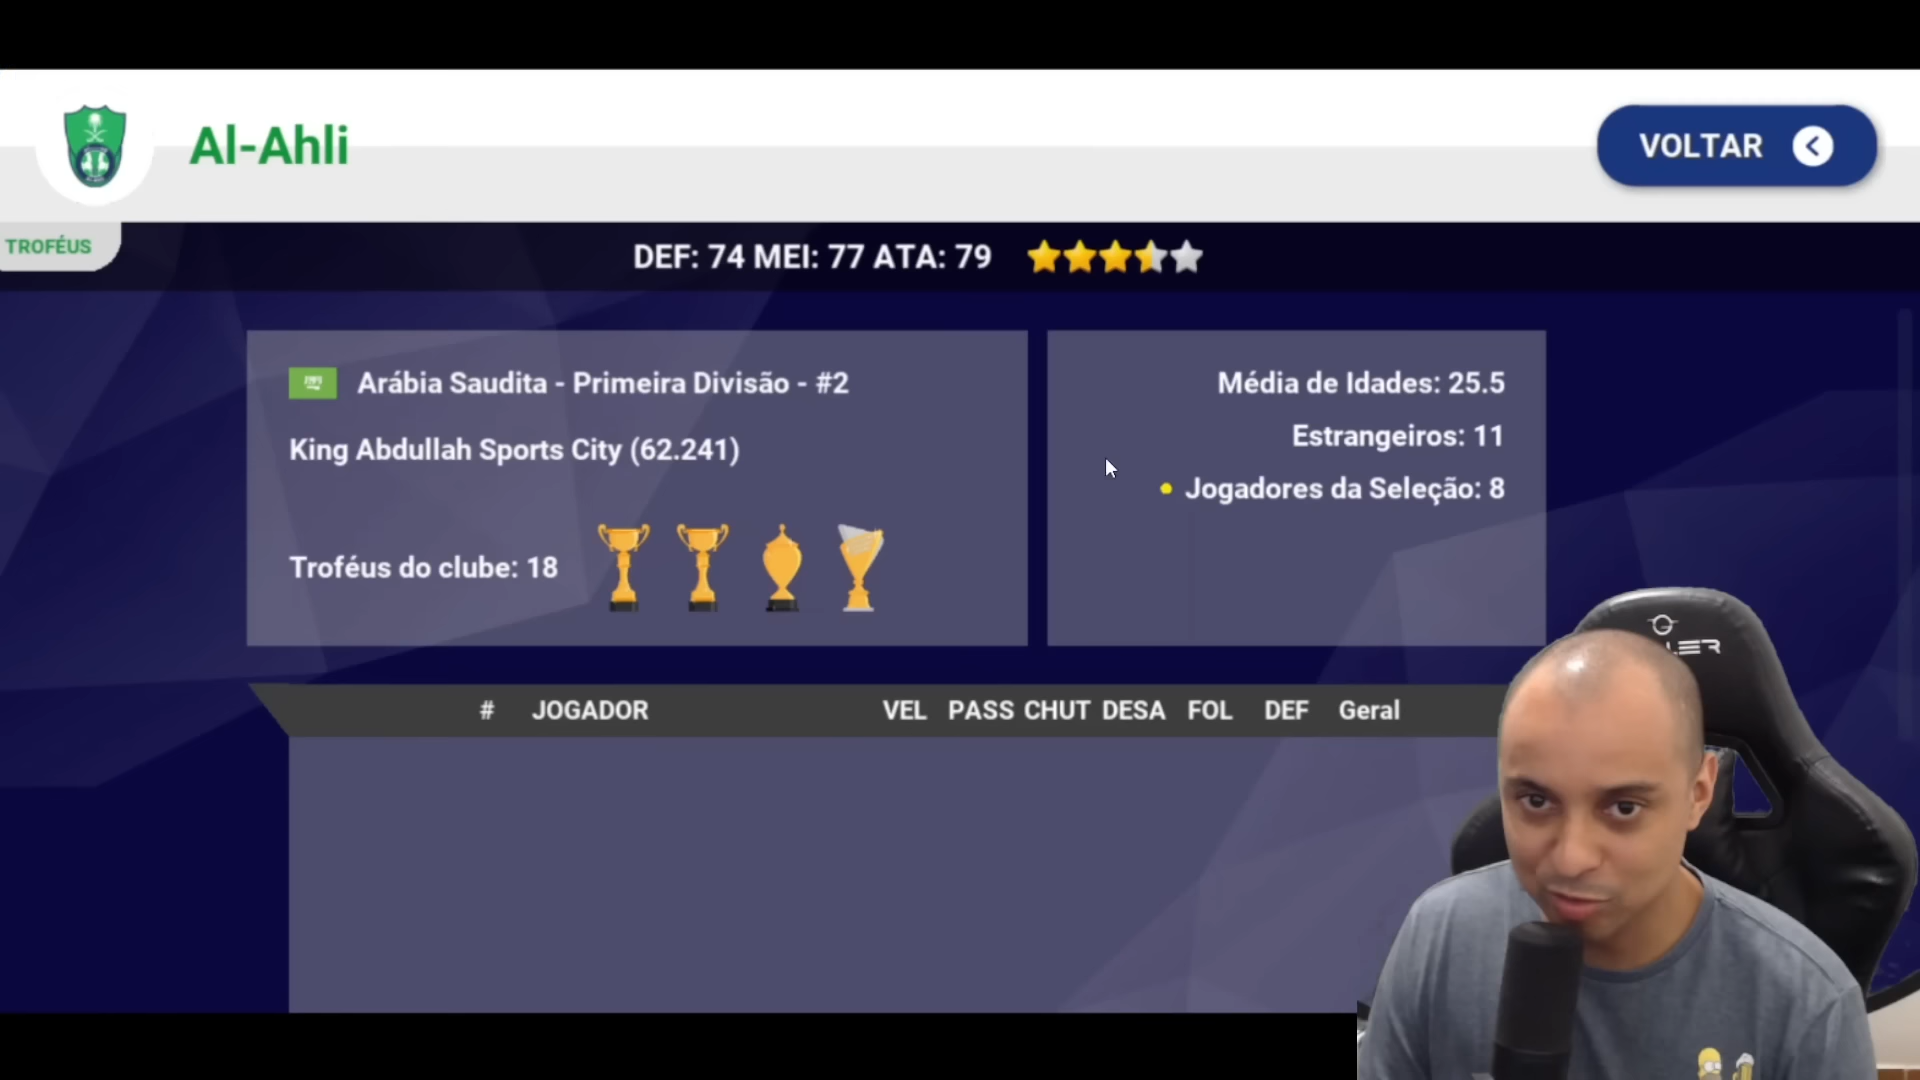 Al-Ahli
VOLTAR
TROFÉUS
DEF: 74 MEI: 77 ATA: 79
Arábia Saudita - Primeira Divisão - #2
King Abdullah Sports City (62.241)
Troféus do clube: 18
Média de Idades: 25.5
Estrangeiros: 11
Jogadores da Seleção: 8
# JOGADOR VEL PASS CHUT DESA FOL DEF Geral